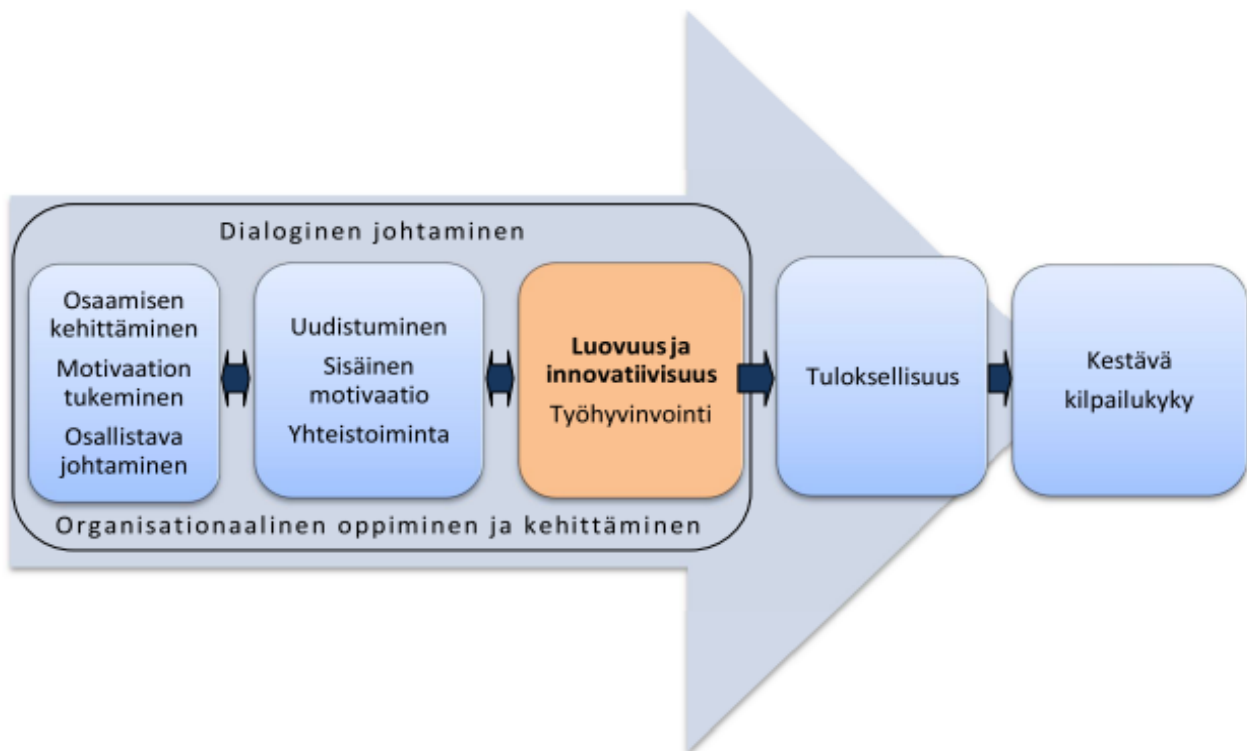 Dialoginen johtaminen
Osaamisen
kehittäminen
Motivaation
tukeminen
Osallistava
johtaminen
Uudistuminen
Sisäinen
motivaatio
Yhteistoiminta
Luovuus ja
innovatiivisuus
Työhyvinvointi
Tuloksellisuus
Kestävä
kilpailukyky
Organisationaalinen oppiminen ja kehittäminen